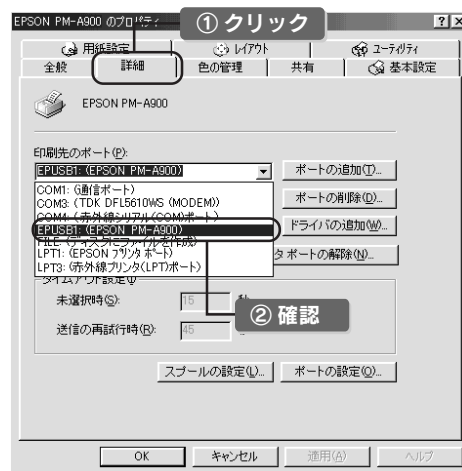 EPSON PM-A900 のプロパティ
① クリック
用紙設定
レイアウト
ユーティリティ
全般
詳細
色の管理
共有
基本設定
EPSON PM-A900
印刷先のポート(P):
EPUSB1: (EPSON PM-A900)
ポートの追加(T)...
COM1: (通信ポート)
COM3: (TDK DFL5610WS (MODEM))
ポートの削除(D)...
COM4: (赤外線シリアル(COM)ポート)
EPUSB1: (EPSON PM-A900)
ドライバの追加(W)...
FILE: (ディスクにファイルを作成)
LPT1: (EPSON プリンタ ポート)
タ ポートの解除(N)...
LPT3: (赤外線プリンタ(LPT)ポート)
タイムアウト設定
未選択時(S):
15
② 確認
送信の再試行時(R):
45
スプールの設定(L)...
ポートの設定(O)...
OK
キャンセル
適用(A)
ヘルプ